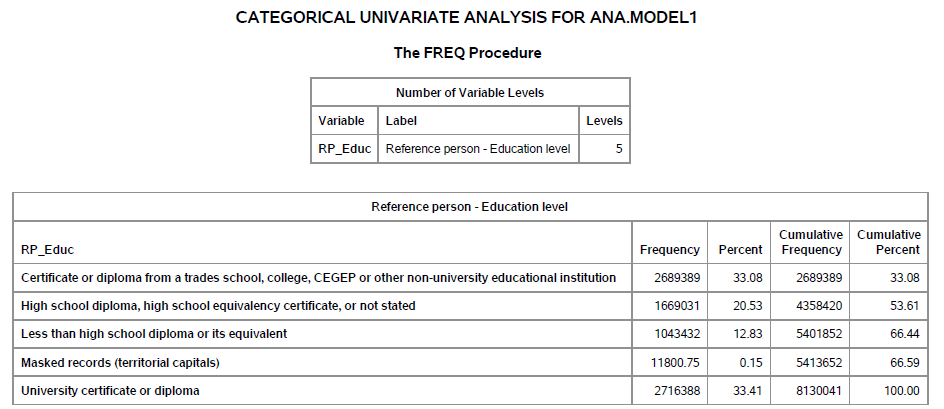 CATEGORICAL UNIVARIATE ANALYSIS FOR ANA.MODEL1
The FREQ Procedure
Number of Variable Levels
Variable Label Levels
RP_Educ Reference person - Education level 5
Reference person - Education level
RP_Educ Frequency Percent Cumulative Frequency Cumulative Percent
Certificate or diploma from a trades school, college, CEGEP or other non-university educational institution 2689389 33.08 2689389 33.08
High school diploma, high school equivalency certificate, or not stated 1669031 20.53 4358420 53.61
Less than high school diploma or its equivalent 1043432 12.83 5401852 66.44
Masked records (territorial capitals) 11800.75 0.15 5413652 66.59
University certificate or diploma 2716388 33.41 8130041 100.00